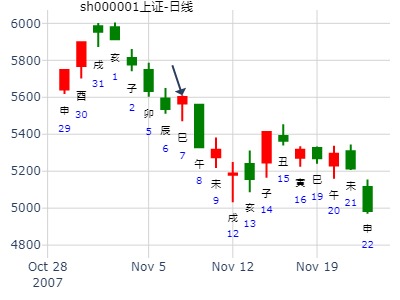 sh000001上证-日线
6000
5800
5600
5400
5200
5000
4800
申
29
酉
30
戌
31
亥
1
子
2
卯
5
辰
6
巳
7
午
8
未
9
戌
12
亥
13
子
14
丑
15
寅
16
巳
19
午
20
未
21
申
22
Oct 28
2007
Nov 5
Nov 12
Nov 19